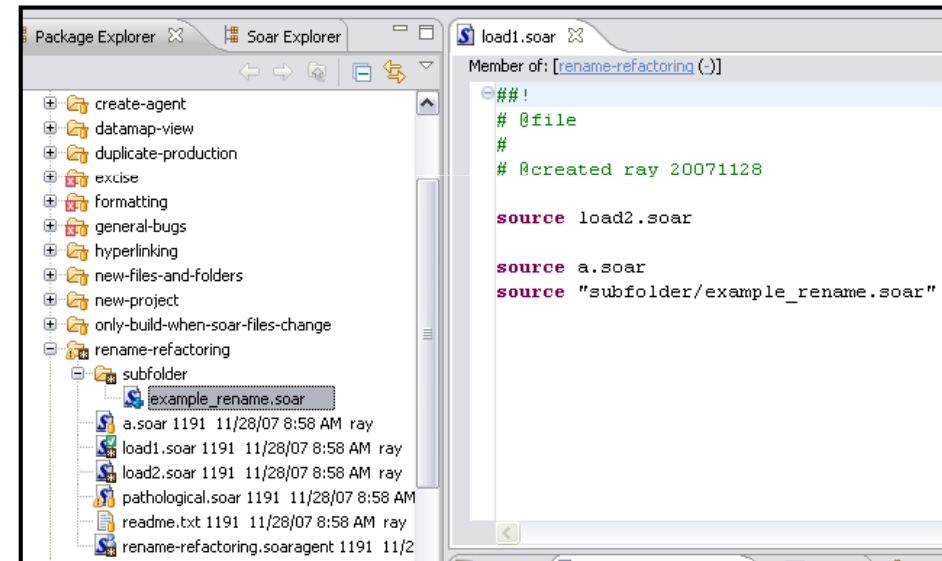 Package Explorer
Soar Explorer
create-agent
datamap-view
duplicate-production
excise
formatting
general-bugs
hyperlinking
new-files-and-folders
new-project
only-build-when-soar-files-change
rename-refactoring
subfolder
example_rename.soar
a.soar 1191 11/28/07 8:58 AM ray
load1.soar 1191 11/28/07 8:58 AM ray
load2.soar 1191 11/28/07 8:58 AM ray
pathological.soar 1191 11/28/07 8:58 AM
readme.txt 1191 11/28/07 8:58 AM ray
rename-refactoring.soaragent 1191 11/2
load1.soar
Member of: [rename-refactoring (-)]
##!
# @file
#
# @created ray 20071128
source load2.soar
source a.soar
source "subfolder/example_rename.soar"